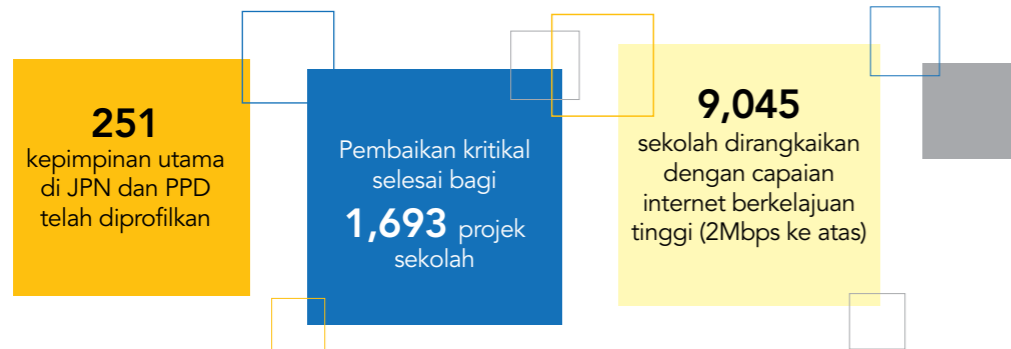 251
kepimpinan utama
di JPN dan PPD
telah diprofilkan
Pembaikan kritikal
selesai bagi
1,693 projek
sekolah
9,045
sekolah dirangkaikan
dengan capaian
internet berkelajuan
tinggi (2Mbps ke atas)